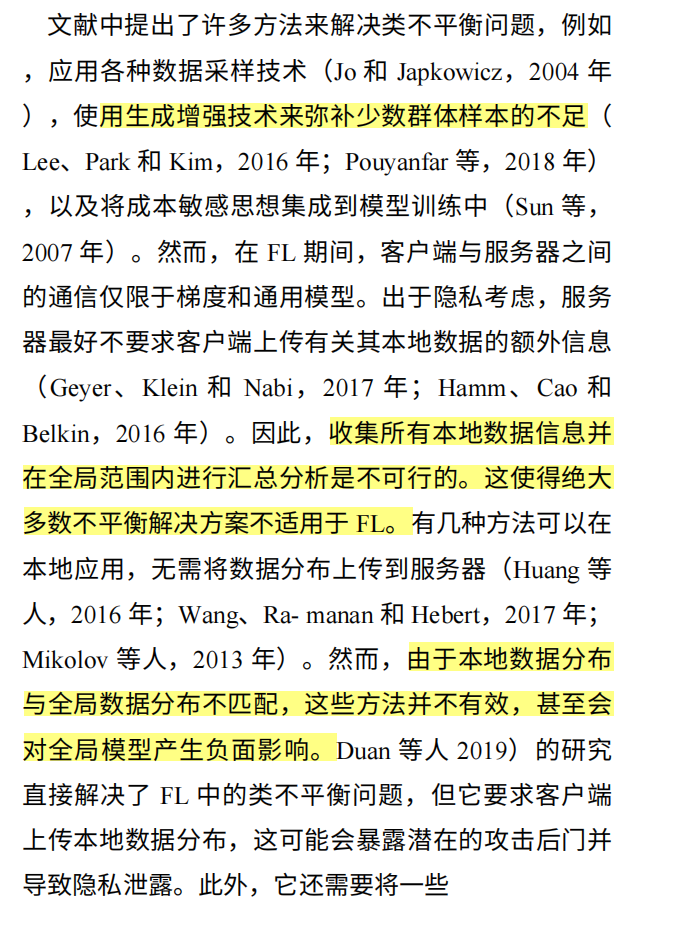 文献中提出了许多方法来解决类不平衡问题，例如
，应用各种数据采样技术（Jo 和 Japkowicz，2004 年
），使用生成增强技术来弥补少数群体样本的不足（
Lee、Park 和 Kim，2016 年；Pouyanfar 等，2018 年）
，以及将成本敏感思想集成到模型训练中（Sun 等，
2007 年）。然而，在 FL 期间，客户端与服务器之间
的通信仅限于梯度和通用模型。出于隐私考虑，服务
器最好不要求客户端上传有关其本地数据的额外信息
（Geyer、Klein 和 Nabi，2017 年；Hamm、Cao 和
Belkin，2016 年）。因此，收集所有本地数据信息并
在全局范围内进行汇总分析是不可行的。这使得绝大
多数不平衡解决方案不适用于 FL。有几种方法可以在
本地应用，无需将数据分布上传到服务器（Huang 等
人，2016 年；Wang、Ra- manan 和 Hebert，2017 年；
Mikolov 等人，2013 年）。然而，由于本地数据分布
与全局数据分布不匹配，这些方法并不有效，甚至会
对全局模型产生负面影响。Duan 等人 2019）的研究
直接解决了 FL 中的类不平衡问题，但它要求客户端
上传本地数据分布，这可能会暴露潜在的攻击后门并
导致隐私泄露。此外，它还需要将一些